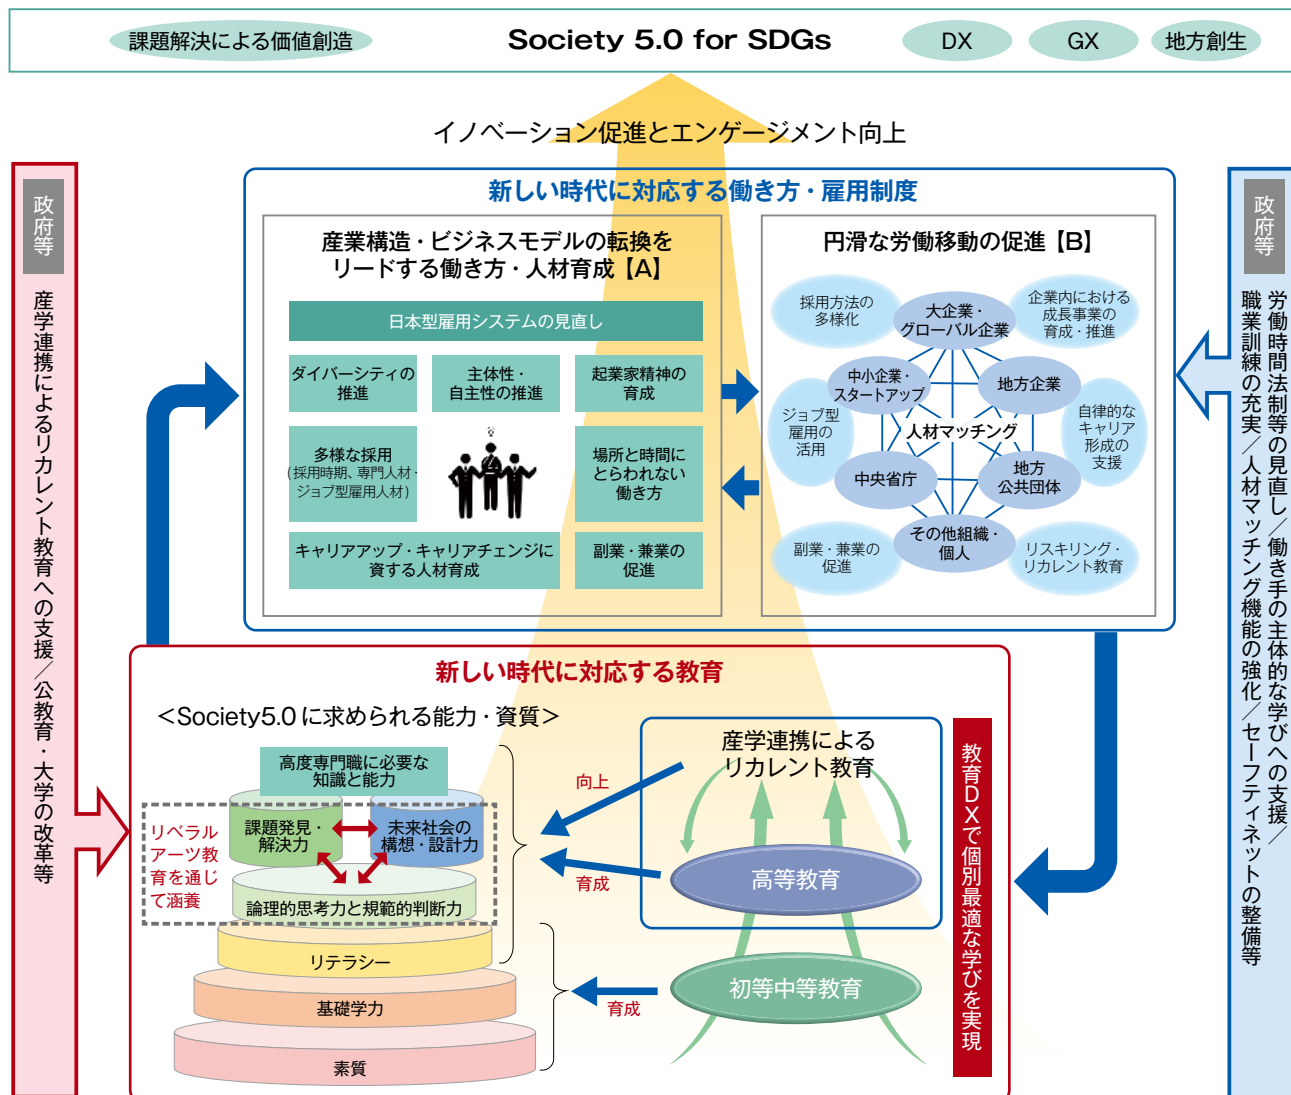 課題解決による価値創造
Society 5.0 for SDGs
DX
GX
地方創生
イノベーション促進とエンゲージメント向上
政府等
産学連携によるリカレント教育への支援／公教育・大学の改革等
新しい時代に対応する働き方・雇用制度
産業構造・ビジネスモデルの転換を
リードする働き方・人材育成【A】
日本型雇用システムの見直し
ダイバーシティの
推進
主体性・
自主性の推進
起業家精神の
育成
多様な採用
(採用時期、専門人材・
ジョブ型雇用人材)
場所と時間に
とらわれない
働き方
キャリアアップ・キャリアチェンジに
資する人材育成
副業・兼業の
促進
円滑な労働移動の促進【B】
採用方法の
多様化
大企業・
グローバル企業
企業内における
成長事業の
育成・推進
中小企業・
スタートアップ
地方企業
ジョブ型
雇用の
活用
人材マッチング
自律的な
キャリア
形成の
支援
中央省庁
地方
公共団体
副業・兼業の
促進
その他組織・
個人
リスキリング・
リカレント教育
政府等
労働時間法制等の見直し／働き手の主体的な学びへの支援／
職業訓練の充実／人材マッチング機能の強化／セーフティネットの整備等
新しい時代に対応する教育
＜Society5.0に求められる能力・資質＞
高度専門職に必要な
知識と能力
課題発見・
解決力
未来社会の
構想・設計力
リベラル
アーツ教
育を通じ
て涵養
論理的思考力と規範的判断力
リテラシー
基礎学力
素質
向上
育成
育成
産学連携による
リカレント教育
高等教育
初等中等教育
教育DXで個別最適な学びを実現